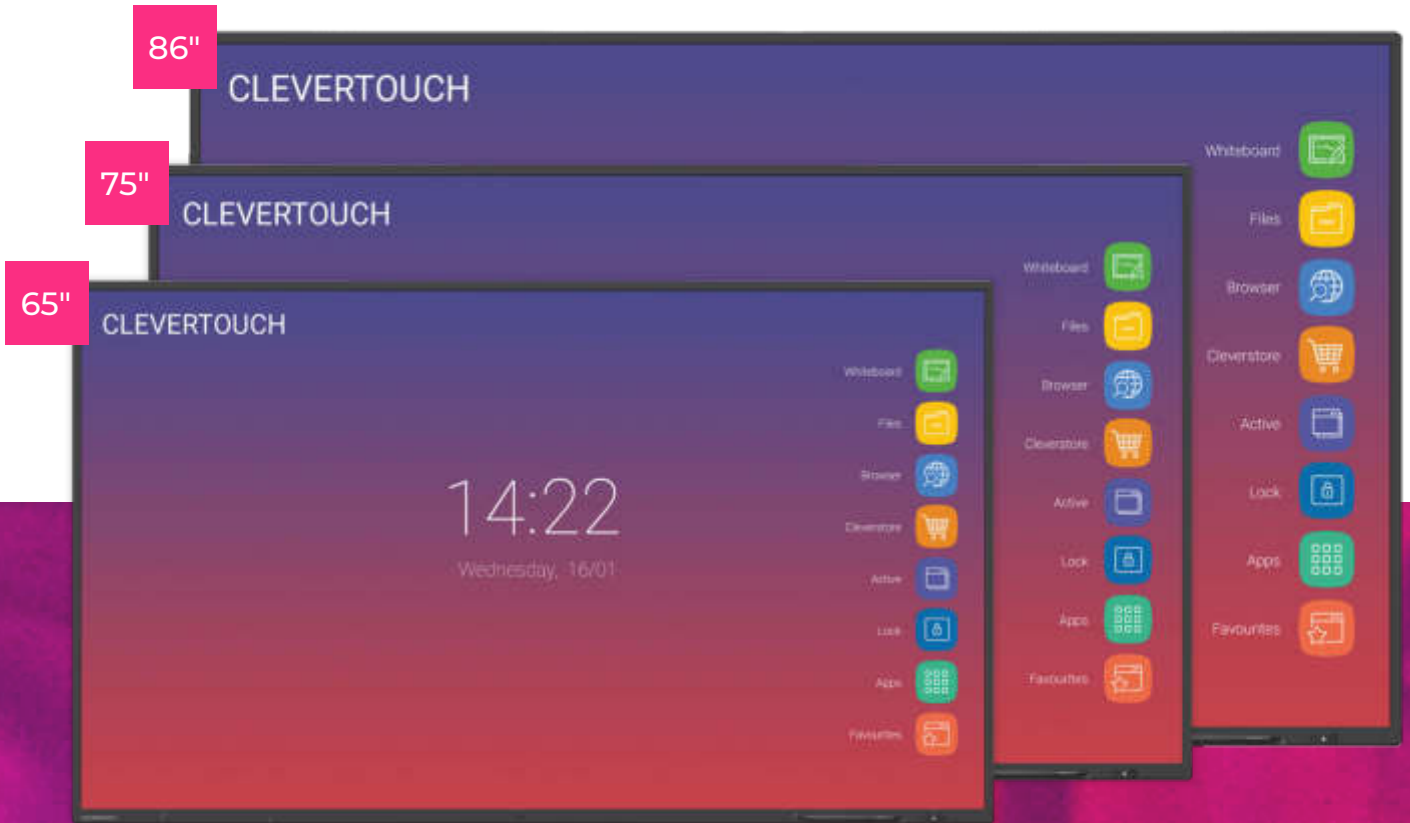 86"
CLEVERTOUCH
Whiteboard
Files
Browser
Cleverstore
Active
Lock
Apps
Favourites
75"
CLEVERTOUCH
Whiteboard
Files
Browser
Cleverstore
Active
Lock
Apps
Favourites
65"
CLEVERTOUCH
14:22
Wednesday, 16/01
Whiteboard
Files
Browser
Cleverstore
Active
Lock
Apps
Favourites